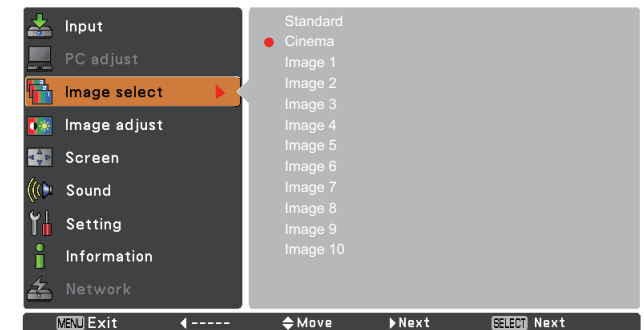 Input
PC adjust
Image select
Image adjust
Screen
Sound
Setting
Information
Network
Standard
Cinema
Image 1
Image 2
Image 3
Image 4
Image 5
Image 6
Image 7
Image 8
Image 9
Image 10
MENU Exit ----- Move Next SELECT Next